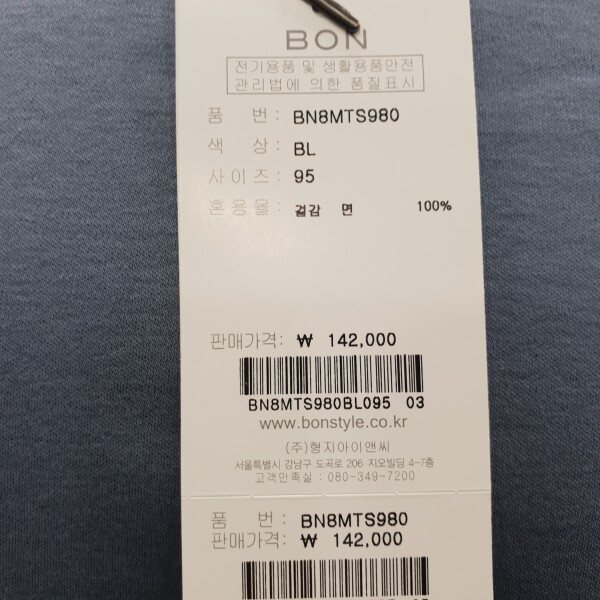 BON
전기용품 및 생활용품안전
관리법에 의한 품질표시
품 번: BN8MTS980
색 상: BL
사이즈: 95
혼용율: 겉감 면 100%
판매가격: ₩ 142,000
BN8MTS980BL095 03
www.bonstyle.co.kr
(주)형지아이앤씨
서울특별시 강남구 도곡로 206 지오빌딩 4-7층
고객만족실 : 080-349-7200
품 번: BN8MTS980
판매가격: ₩ 142,000